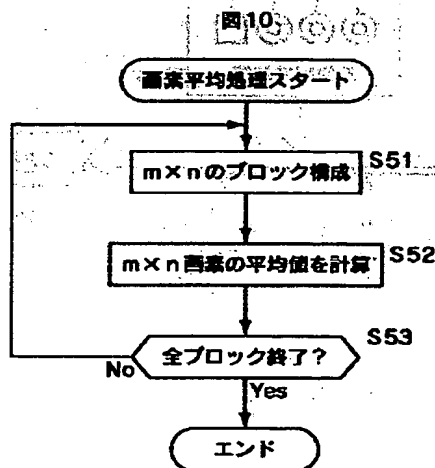 図10
画素平均処理スタート
m×nのブロック構成
S51
m×n画素の平均値を計算
S52
全ブロック終了?
S53
No
Yes
エンド